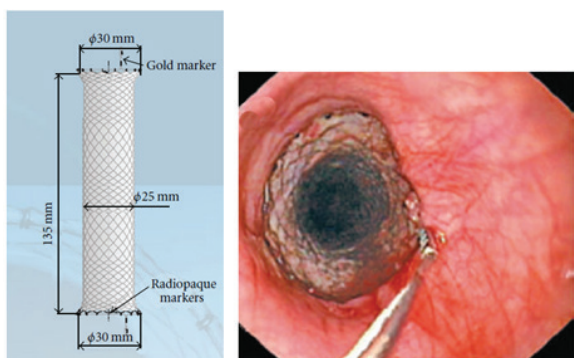 ϕ30 mm
Gold marker
ϕ25 mm
135 mm
Radiopaque
markers
ϕ30 mm